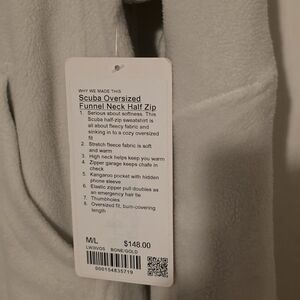 WHY WE MADE THIS
Scuba Oversized
Funnel Neck Half Zip
1. Serious about softness. This
Scuba half-zip sweatshirt is
all about fleecy fabric and
sinking in to a cozy oversized
fit
2. Stretch fleece fabric is soft
and warm
3. High neck helps keep you warm
4. Zipper garage keeps chafe in
check
5. Kangaroo pocket with hidden
phone sleeve
6. Elastic zipper pull doubles as
an emergency hair tie
7. Thumbholes
8. Oversized fit, bum-covering
length
M/L $148.00
BONE/GOLD
000154835719